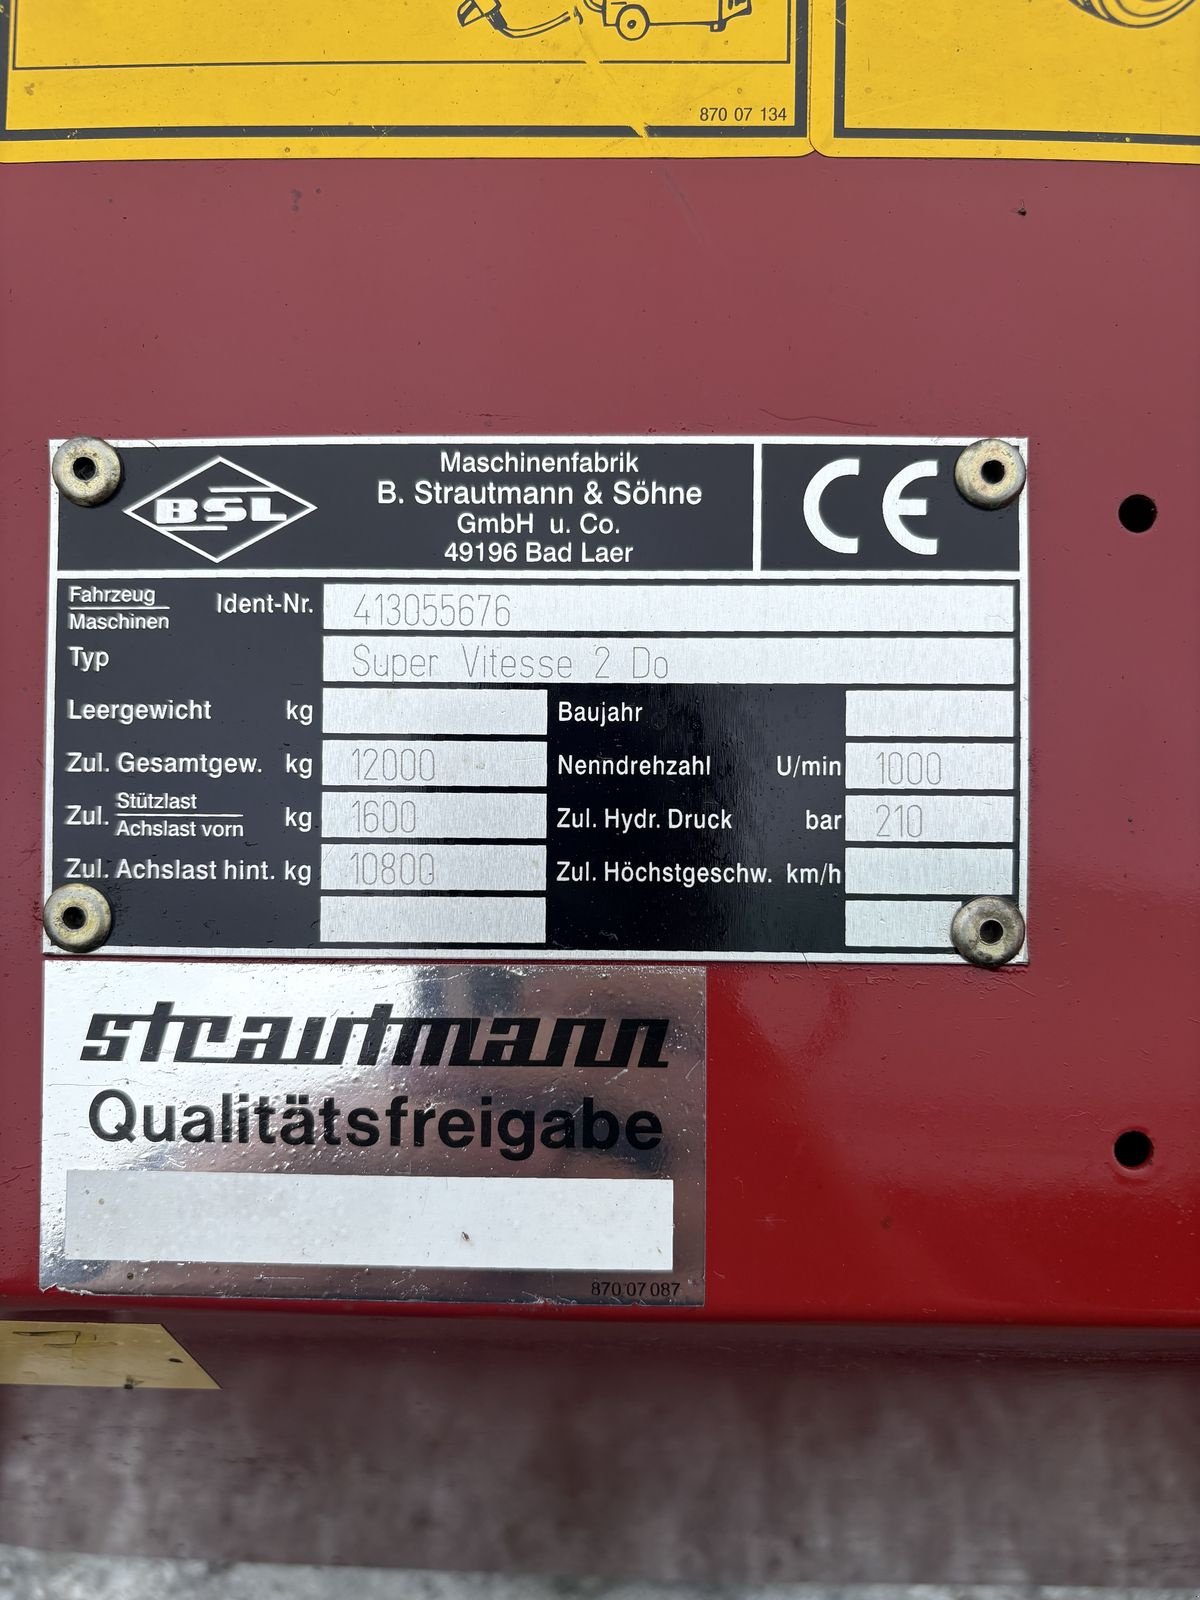 870 07 134
BSL
Maschinenfabrik
B. Strautmann & Söhne
GmbH u. Co.
49196 Bad Laer
CE
Fahrzeug
Maschinen
Ident-Nr. 413055676
Typ Super Vitesse 2 Do
Leergewicht kg
Baujahr
Zul. Gesamtgew. kg 12000
Nenndrehzahl U/min 1000
Zul. Stützlast
Achslast vorn kg 1600
Zul. Hydr. Druck bar 210
Zul. Achslast hint. kg 10800
Zul. Höchstgeschw. km/h
strautmann
Qualitätsfreigabe
870 07 087